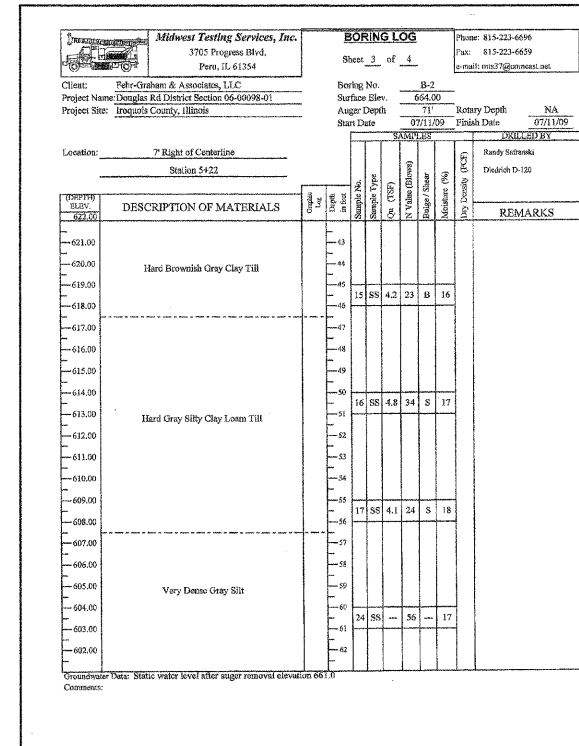 Midwest Testing Services, Inc.
3705 Progress Blvd.
Peru, IL 61354
BORING LOG
Sheet 3 of 4
Phone: 815-223-6696
Fax: 815-223-6659
e-mail: mts37@mtncast.net
Client: Fehr-Graham & Associates, LLC
Project Name: Douglas Rd District Section 06-00098-01
Project Site: Iroquois County, Illinois
Boring No. B-2
Surface Elev. 664.00
Auger Depth 71' Rotary Depth NA
Start Date 07/11/09 Finish Date 07/11/09
SAMPLES DRILLED BY
Location: 7' Right of Centerline
Station 5+22
Randy Safranski
Diedrich D-120
(DEPTH)
ELEV.
622.00
DESCRIPTION OF MATERIALS
Graphic Log
Depth in feet
Sample No.
Sample Type
Qu (TSF)
N Value (Blows)
Bulge / Shear
Moisture (%)
Dry Density (PCF)
REMARKS
621.00 43
620.00 44
Hard Brownish Gray Clay Till
619.00 45
15 SS 4.2 23 B 16
618.00 46
617.00 47
616.00 48
615.00 49
614.00 50
16 SS 4.8 34 S 17
613.00 51
Hard Gray Silty Clay Loam Till
612.00 52
611.00 53
610.00 54
609.00 55
17 SS 4.1 24 S 18
608.00 56
607.00 57
606.00 58
605.00 59
Very Dense Gray Silt
604.00 60
24 SS --- 56 --- 17
603.00 61
602.00 62
Groundwater Data: Static water level after auger removal elevation 661.0
Comments: